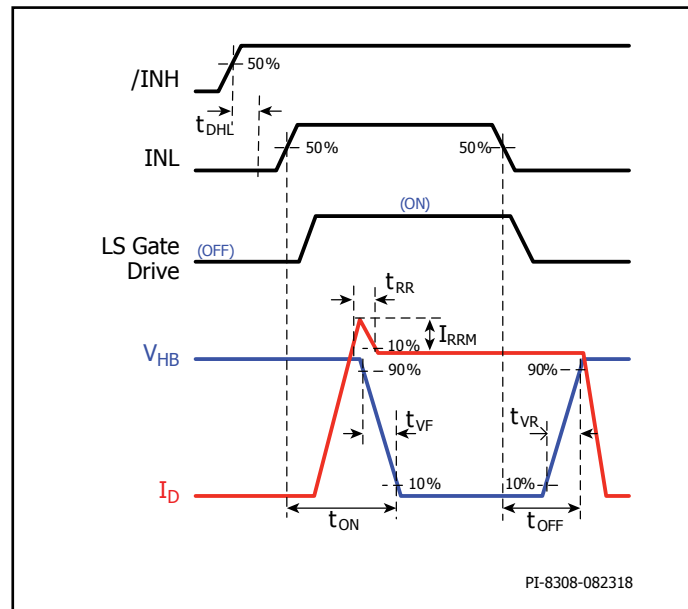 /INH
50%
tDHL
INL
50%
50%
(ON)
LS Gate
Drive
(OFF)
tRR
IRRM
10%
VHB
90%
90%
tVF
tVR
10%
10%
ID
tON
tOFF
PI-8308-082318